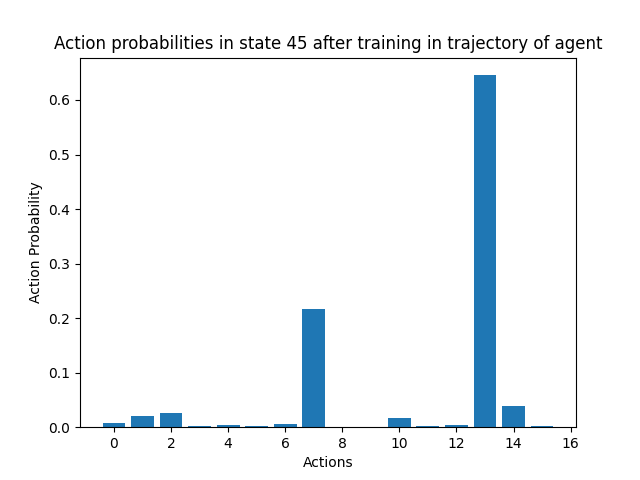 Action probabilities in state 45 after training in trajectory of agent
0.6
0.5
0.4
0.3
0.2
0.1
0.0
Action Probability
0 2 4 6 8 10 12 14 16
Actions